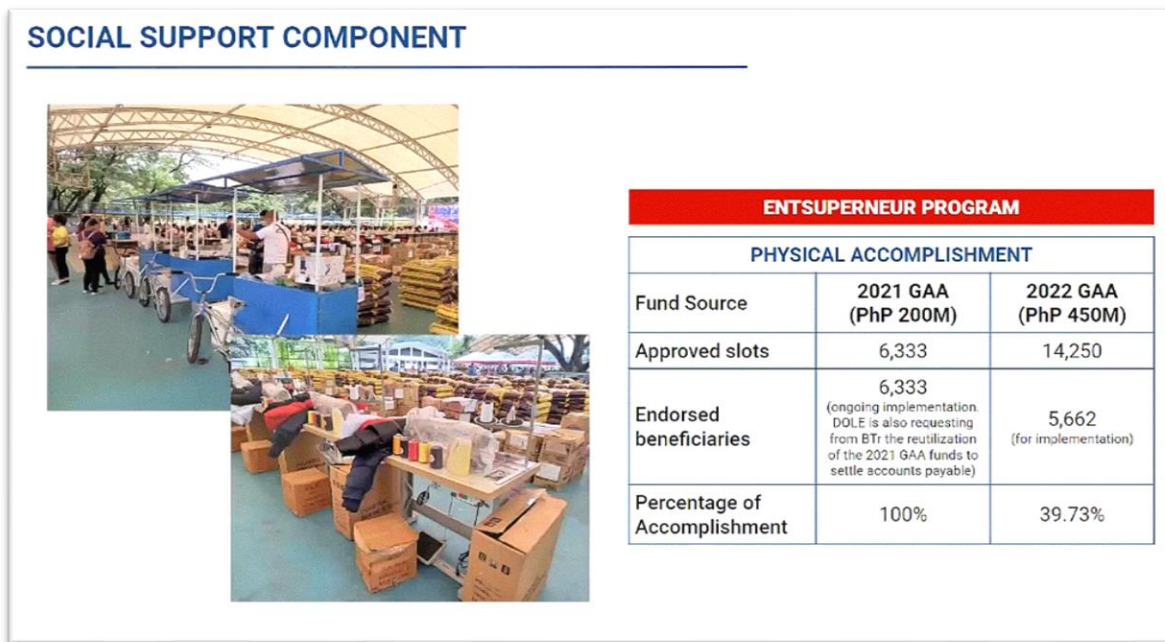 SOCIAL SUPPORT COMPONENT
ENTSUPERNEUR PROGRAM
PHYSICAL ACCOMPLISHMENT
Fund Source
2021 GAA
(PhP 200M)
2022 GAA
(PhP 450M)
Approved slots
6,333
14,250
Endorsed
beneficiaries
6,333
(ongoing implementation.
DOLE is also requesting
from BTr the reutilization
of the 2021 GAA funds to
settle accounts payable)
5,662
(for implementation)
Percentage of
Accomplishment
100%
39.73%